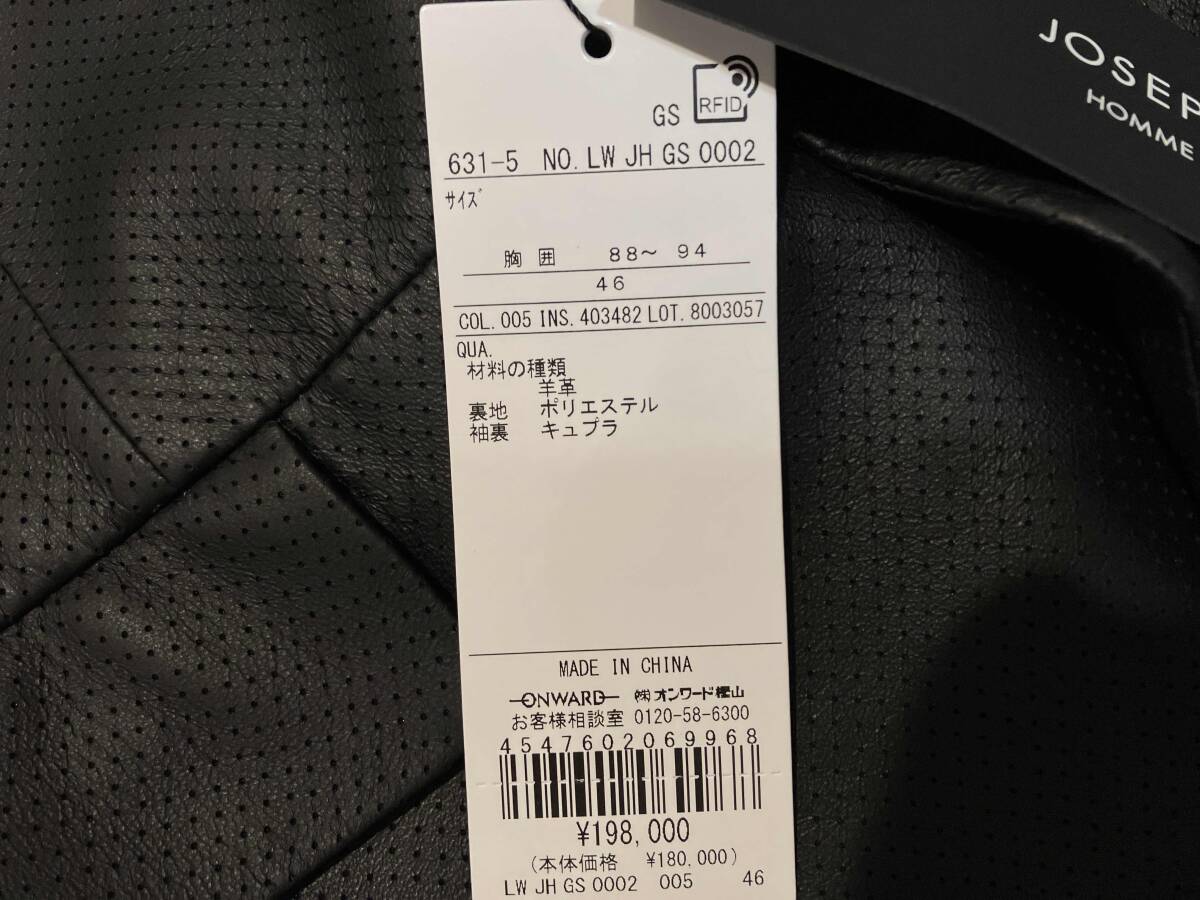 JOSEP
HOMME
RFID
GS
631-5 NO. LW JH GS 0002
サイズ
胸囲 88〜 94
46
COL. 005 INS. 403482 LOT. 8003057
QUA.
材料の種類
羊革
裏地 ポリエステル
袖裏 キュプラ
MADE IN CHINA
ONWARD ㈱オンワード樫山
お客様相談室 0120-58-6300
4547602069968
¥198,000
(本体価格 ¥180,000)
LW JH GS 0002 005 46